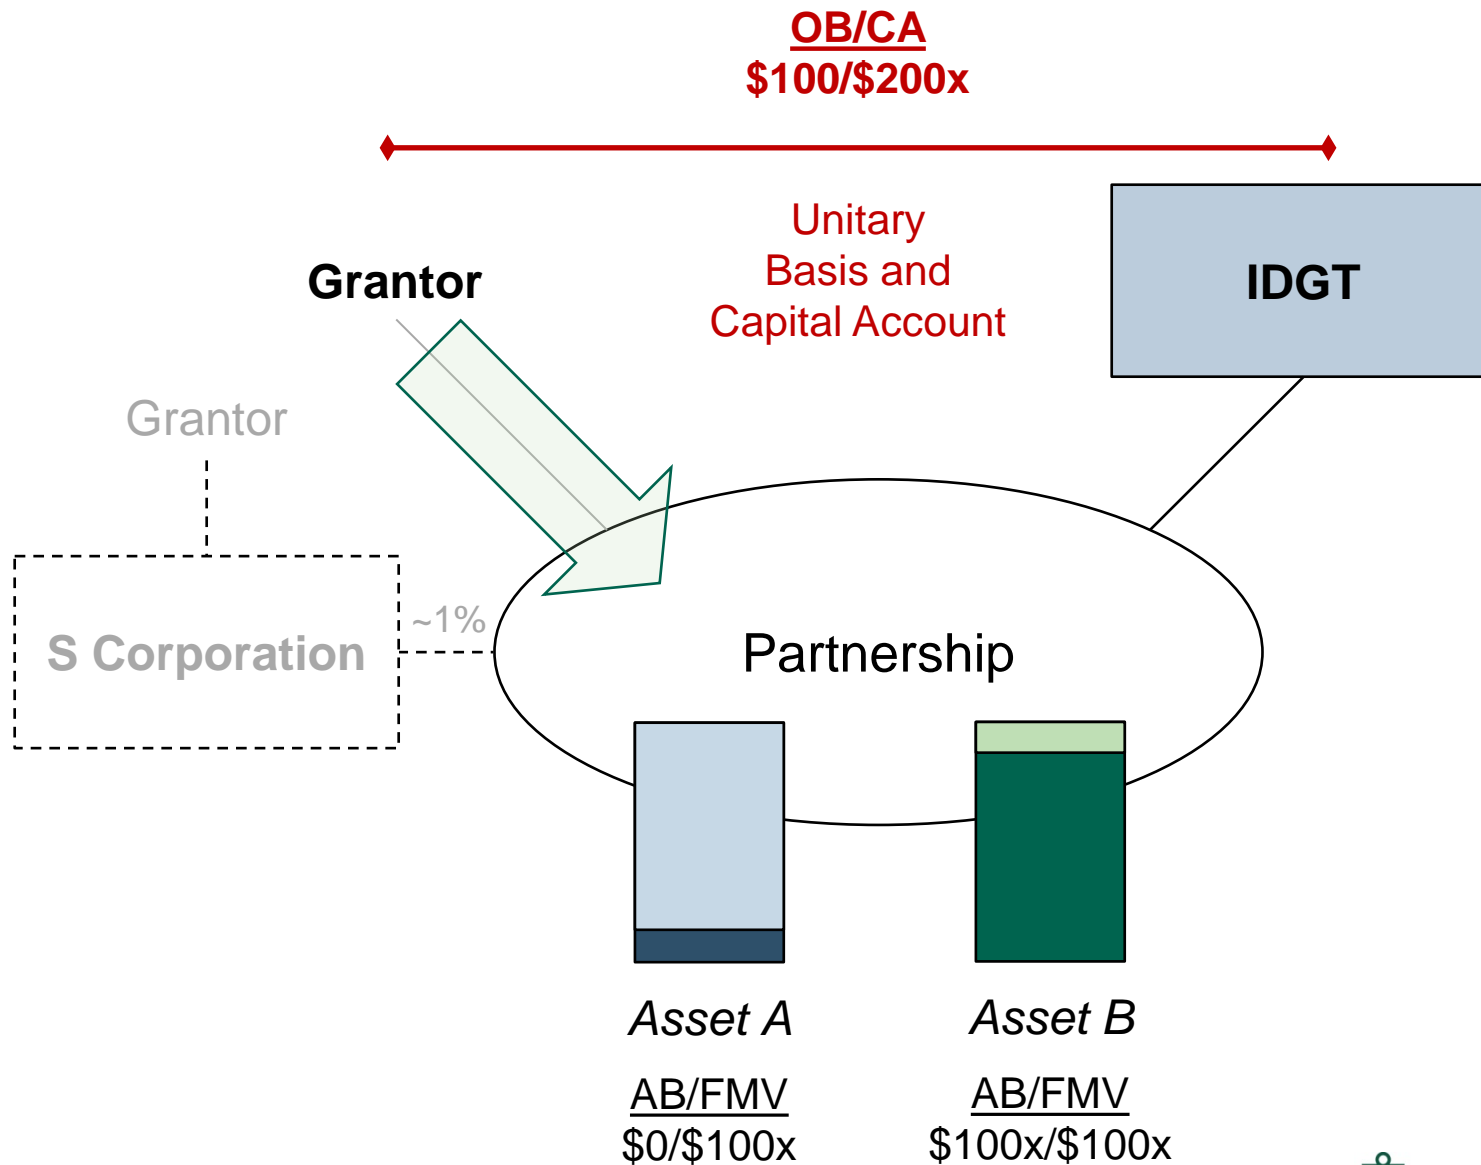 OB/CA
$100/$200x
Unitary
Basis and
Capital Account
Grantor
IDGT
Grantor
S Corporation
~1%
Partnership
Asset A
AB/FMV
$0/$100x
Asset B
AB/FMV
$100x/$100x